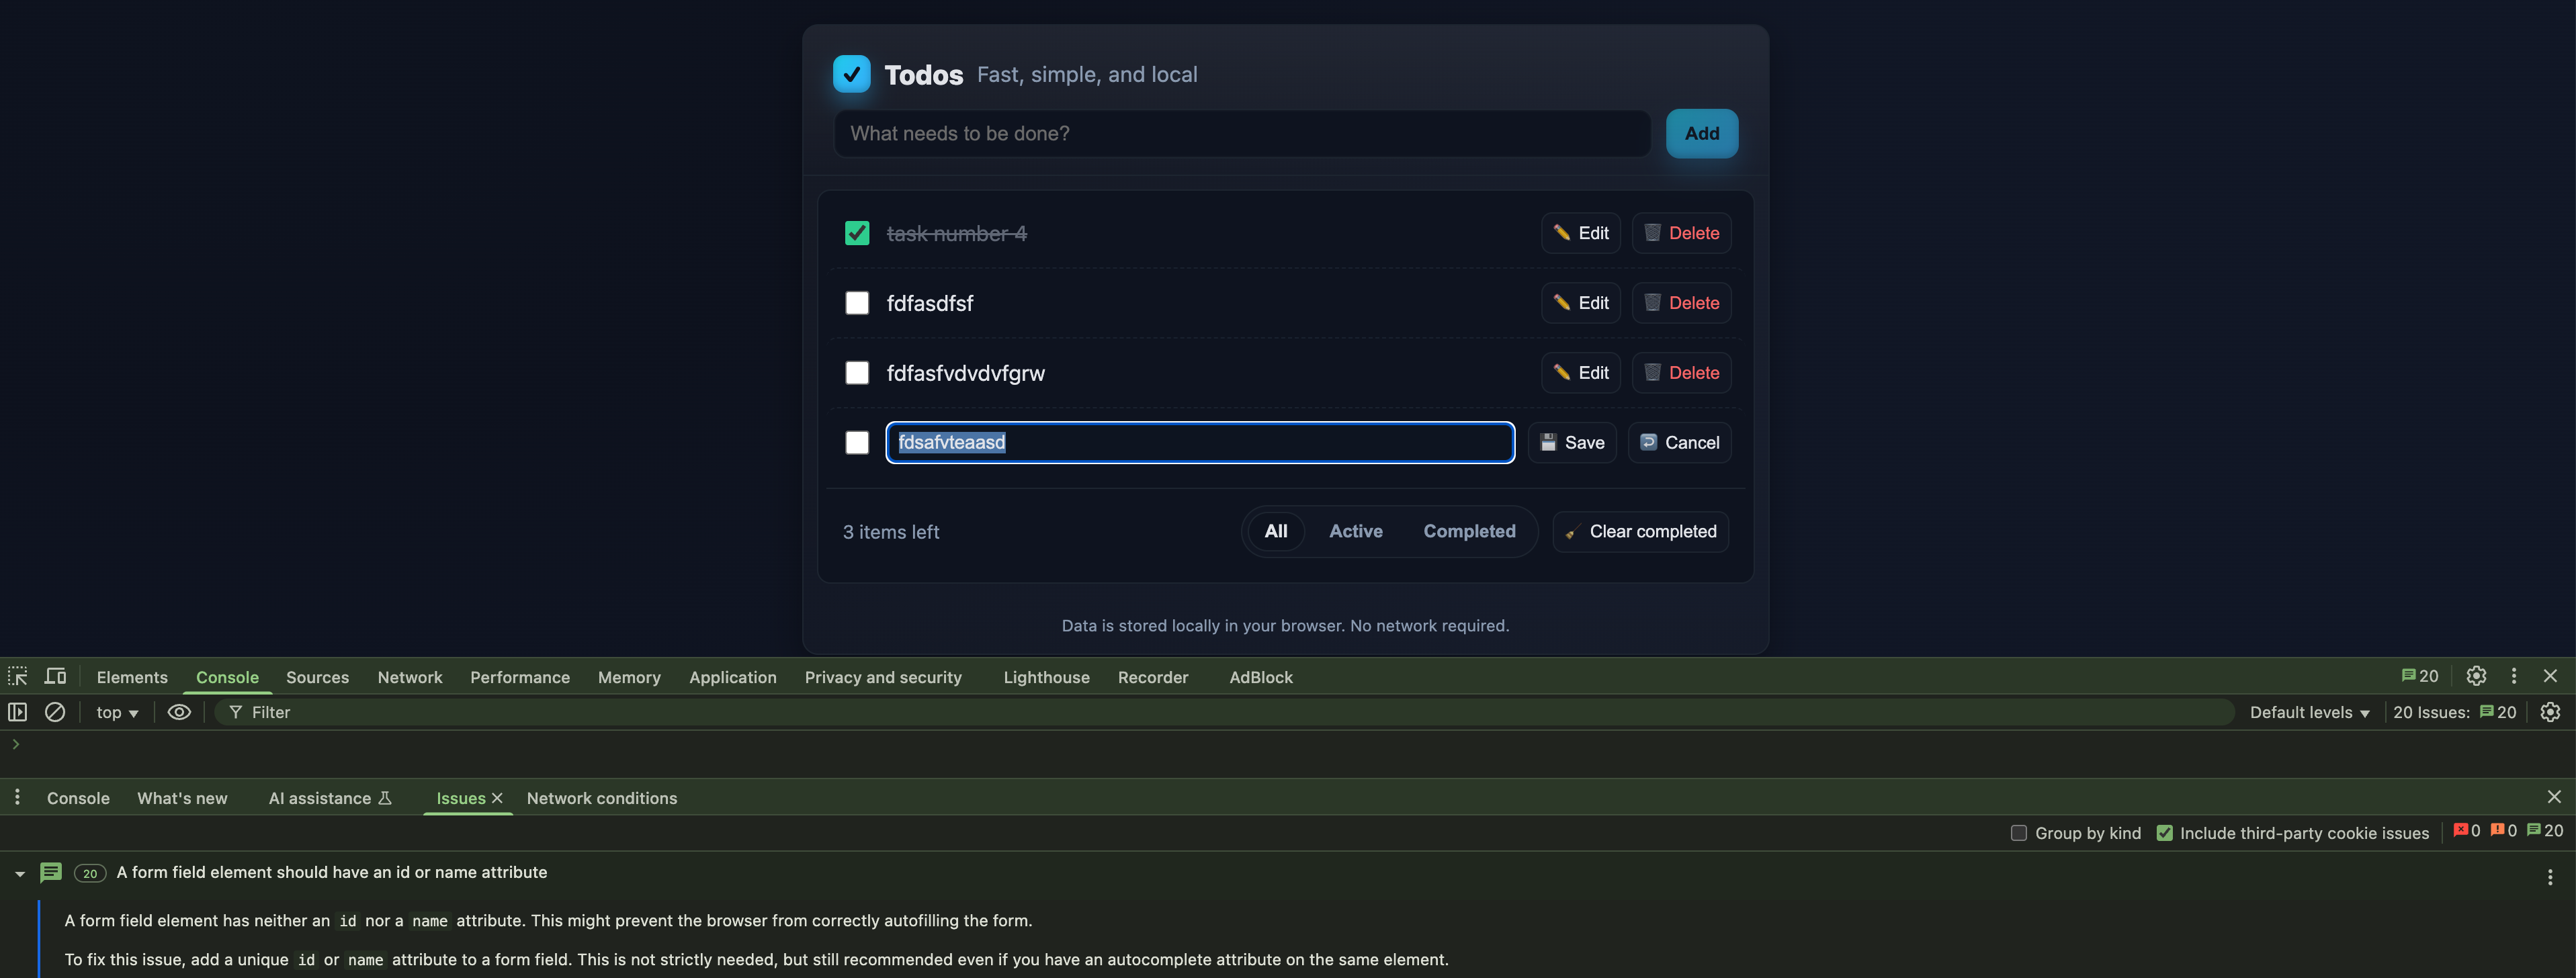 Todos Fast, simple, and local
What needs to be done?
Add
task number 4
Edit
Delete
fdfasdfsf
Edit
Delete
fdfasfvdvdvfgrw
Edit
Delete
fdsafvteaasd
Save
Cancel
3 items left
All
Active
Completed
Clear completed
Data is stored locally in your browser. No network required.
Elements Console Sources Network Performance Memory Application Privacy and security Lighthouse Recorder AdBlock 20
top Filter Default levels 20 Issues: 20
Console What's new AI assistance Issues Network conditions
Group by kind Include third-party cookie issues 0 0 20
20 A form field element should have an id or name attribute
A form field element has neither an id nor a name attribute. This might prevent the browser from correctly autofilling the form.
To fix this issue, add a unique id or name attribute to a form field. This is not strictly needed, but still recommended even if you have an autocomplete attribute on the same element.